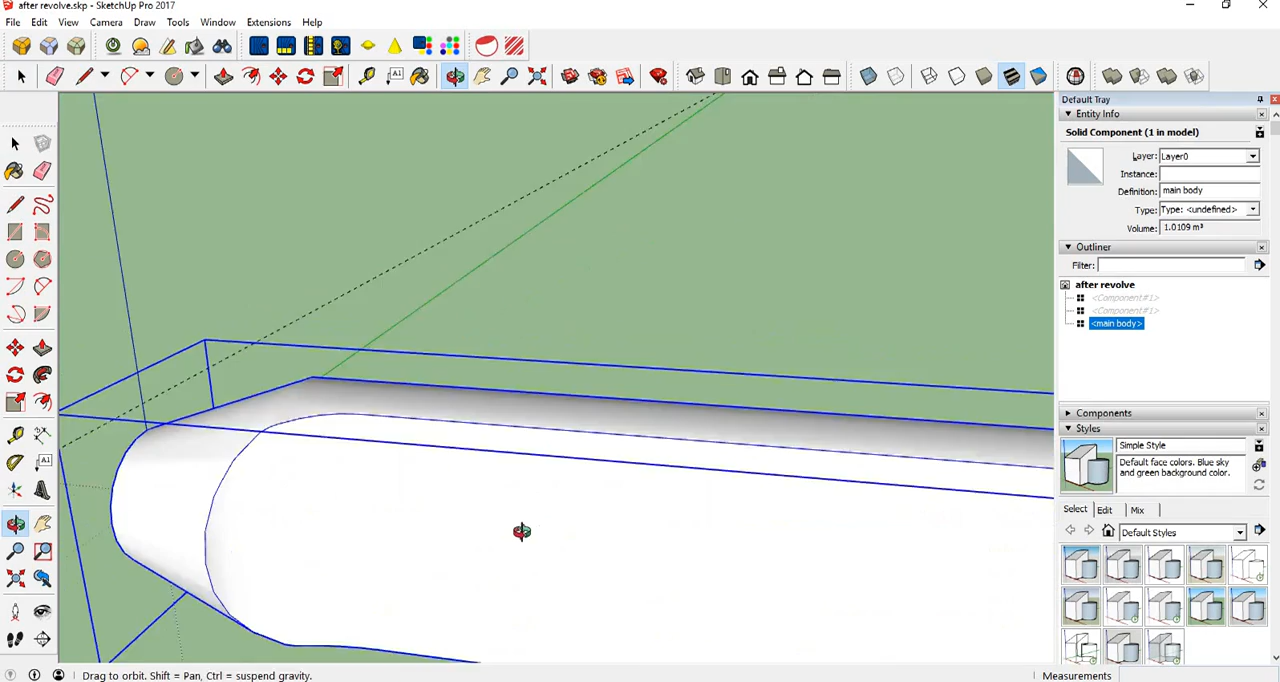 after revolve.skp - SketchUp Pro 2017
File Edit View Camera Draw Tools Window Extensions Help
A1
Default Tray
Entity Info
Solid Component (1 in model)
Layer: Layer0
Instance:
Definition: main body
Type: Type: <undefined>
Volume: 1.0109 m³
Outliner
Filter:
after revolve
<Component#1>
<Component#1>
<main body>
Components
Styles
Simple Style
Default face colors. Blue sky
and green background color.
Select Edit Mix
Default Styles
A1
Drag to orbit. Shift = Pan, Ctrl = suspend gravity.
Measurements